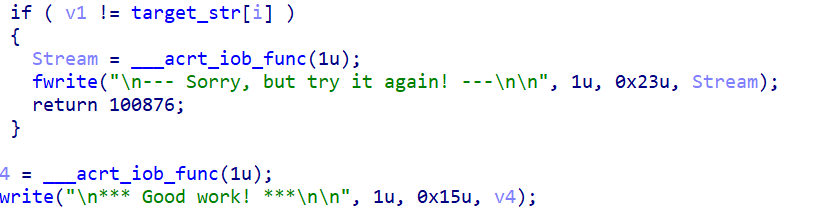 if ( v1 != target_str[i] )
{
Stream = ___acrt_iob_func(1u);
fwrite("\n--- Sorry, but try it again! ---\n\n", 1u, 0x23u, Stream);
return 100876;
}
4 = ___acrt_iob_func(1u);
write("\n*** Good work! ***\n\n", 1u, 0x15u, v4);